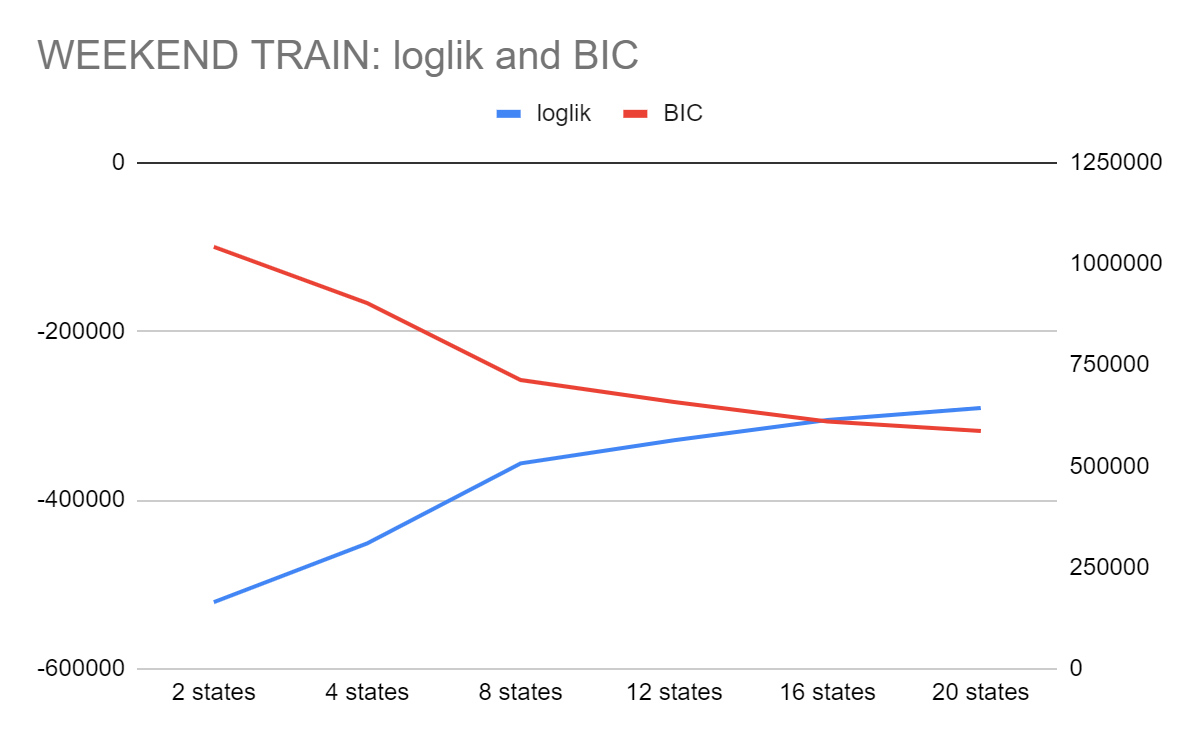 WEEKEND TRAIN: loglik and BIC
loglik BIC
0 1250000
1000000
-200000
750000
500000
-400000
250000
-600000 0
2 states 4 states 8 states 12 states 16 states 20 states